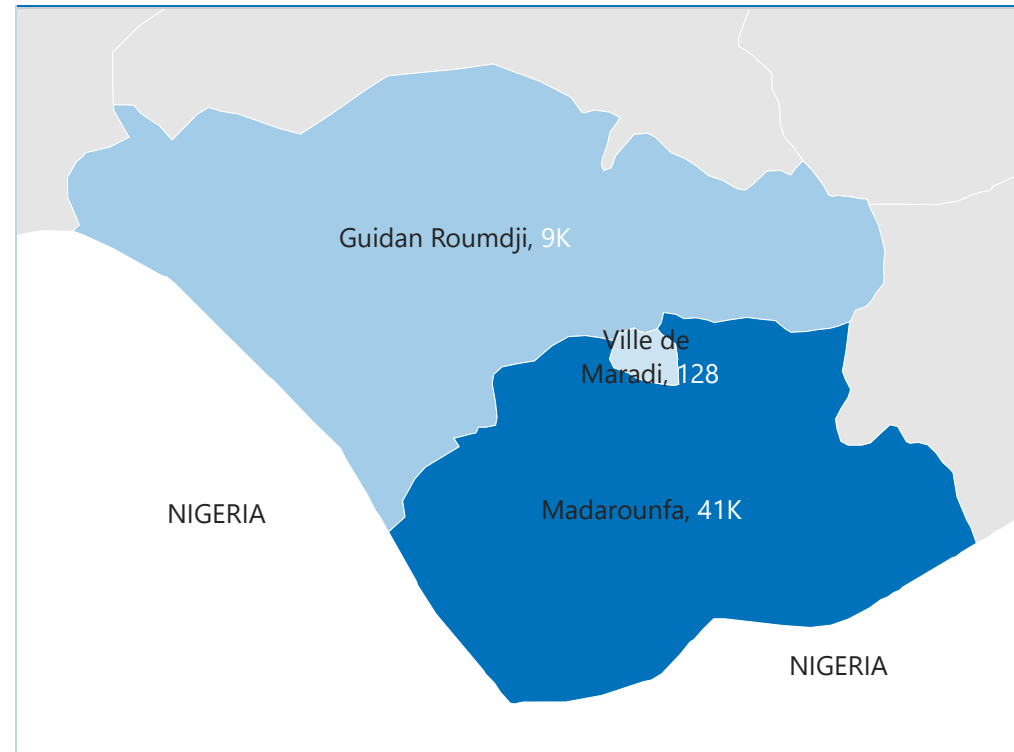 Guidan Roumdji, 9K
Ville de
Maradi, 128
Madarounfa, 41K
NIGERIA
NIGERIA